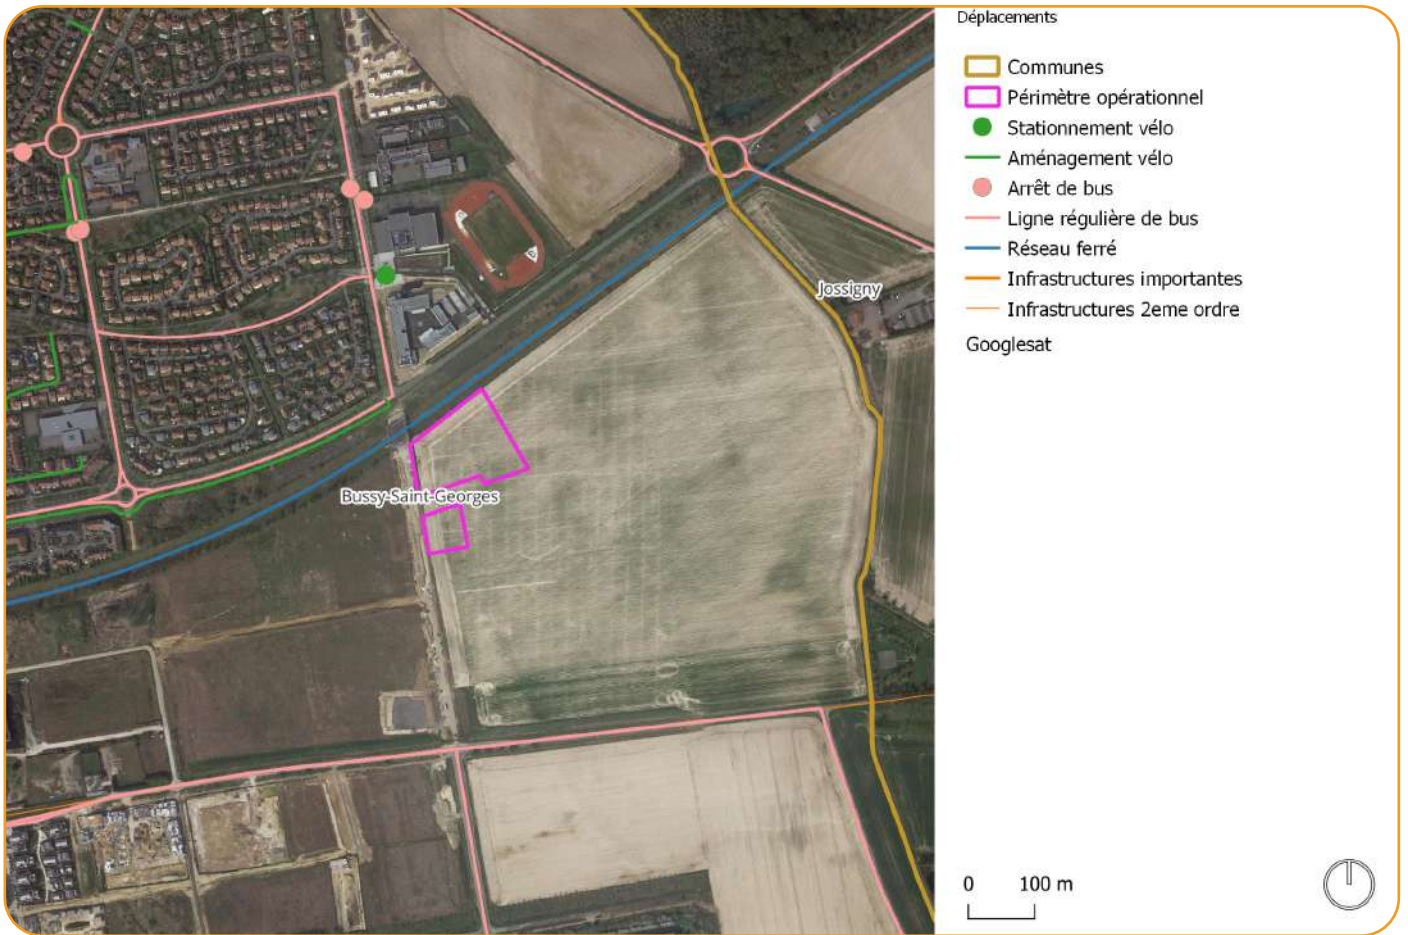 Déplacements
Communes
Périmètre opérationnel
Stationnement vélo
Aménagement vélo
Arrêt de bus
Ligne régulière de bus
Réseau ferré
Infrastructures importantes
Infrastructures 2eme ordre
Googlesat
Jossigny
Bussy-Saint-Georges
0 100 m